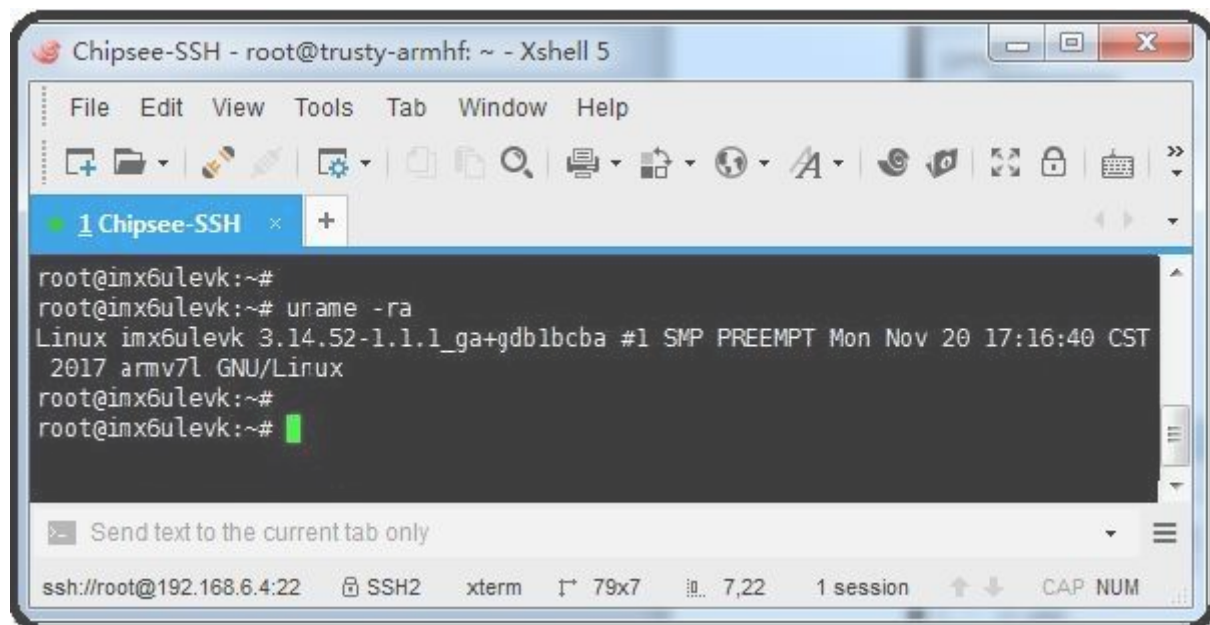 Chipsee-SSH - root@trusty-armhf: ~ - Xshell 5
File Edit View Tools Tab Window Help
1 Chipsee-SSH
root@imx6ulevk:~#
root@imx6ulevk:~# uname -ra
Linux imx6ulevk 3.14.52-1.1.1_ga+gdb1bcba #1 SMP PREEMPT Mon Nov 20 17:16:40 CST
2017 armv7l GNU/Linux
root@imx6ulevk:~#
root@imx6ulevk:~#
Send text to the current tab only
ssh://root@192.168.6.4:22 SSH2 xterm 79x7 7,22 1 session CAP NUM